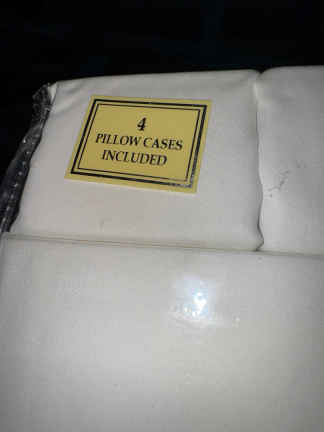 4
PILLOW CASES
INCLUDED